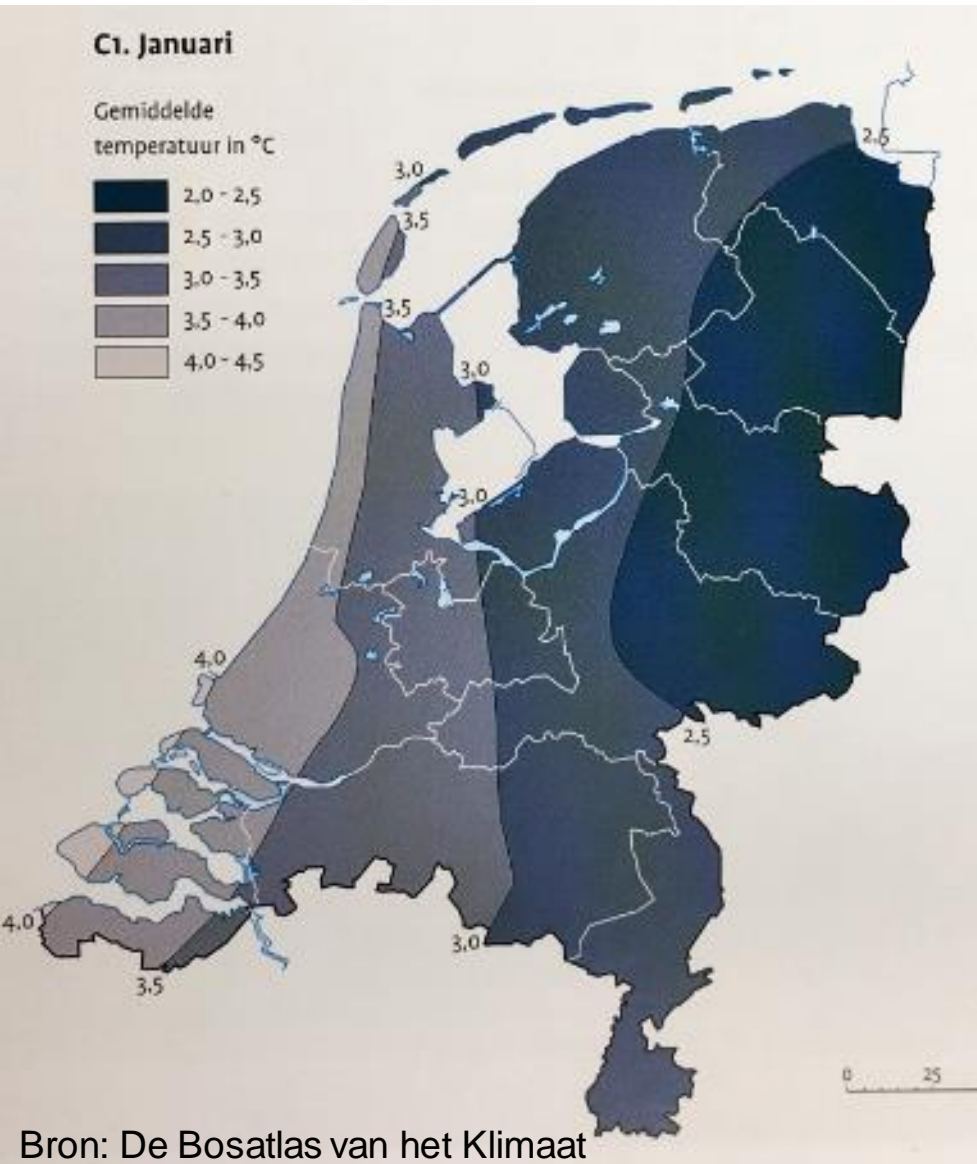 C1. Januari
Gemiddelde
temperatuur in °C
2,0 - 2,5
2,5 - 3,0
3,0 - 3,5
3,5 - 4,0
4,0 - 4,5
2,5
3,0
3,5
3,5
3,0
3,0
4,0
2,5
4,0
3,0
3,5
0 25
Bron: De Bosatlas van het Klimaat